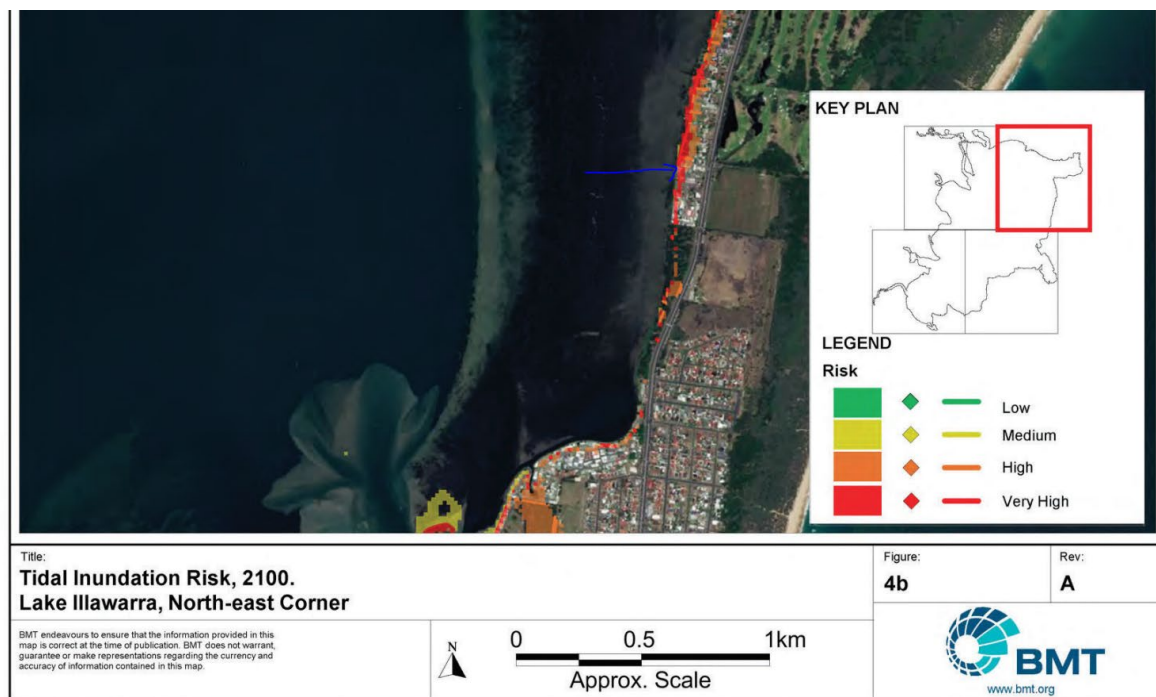 KEY PLAN
LEGEND
Risk
Low
Medium
High
Very High
Title:
Tidal Inundation Risk, 2100.
Lake Illawarra, North-east Corner
BMT endeavours to ensure that the information provided in this
map is correct at the time of publication. BMT does not warrant,
guarantee or make representations regarding the currency and
accuracy of information contained in this map.
N
0 0.5 1km
Approx. Scale
Figure:
4b
Rev:
A
BMT
www.bmt.org